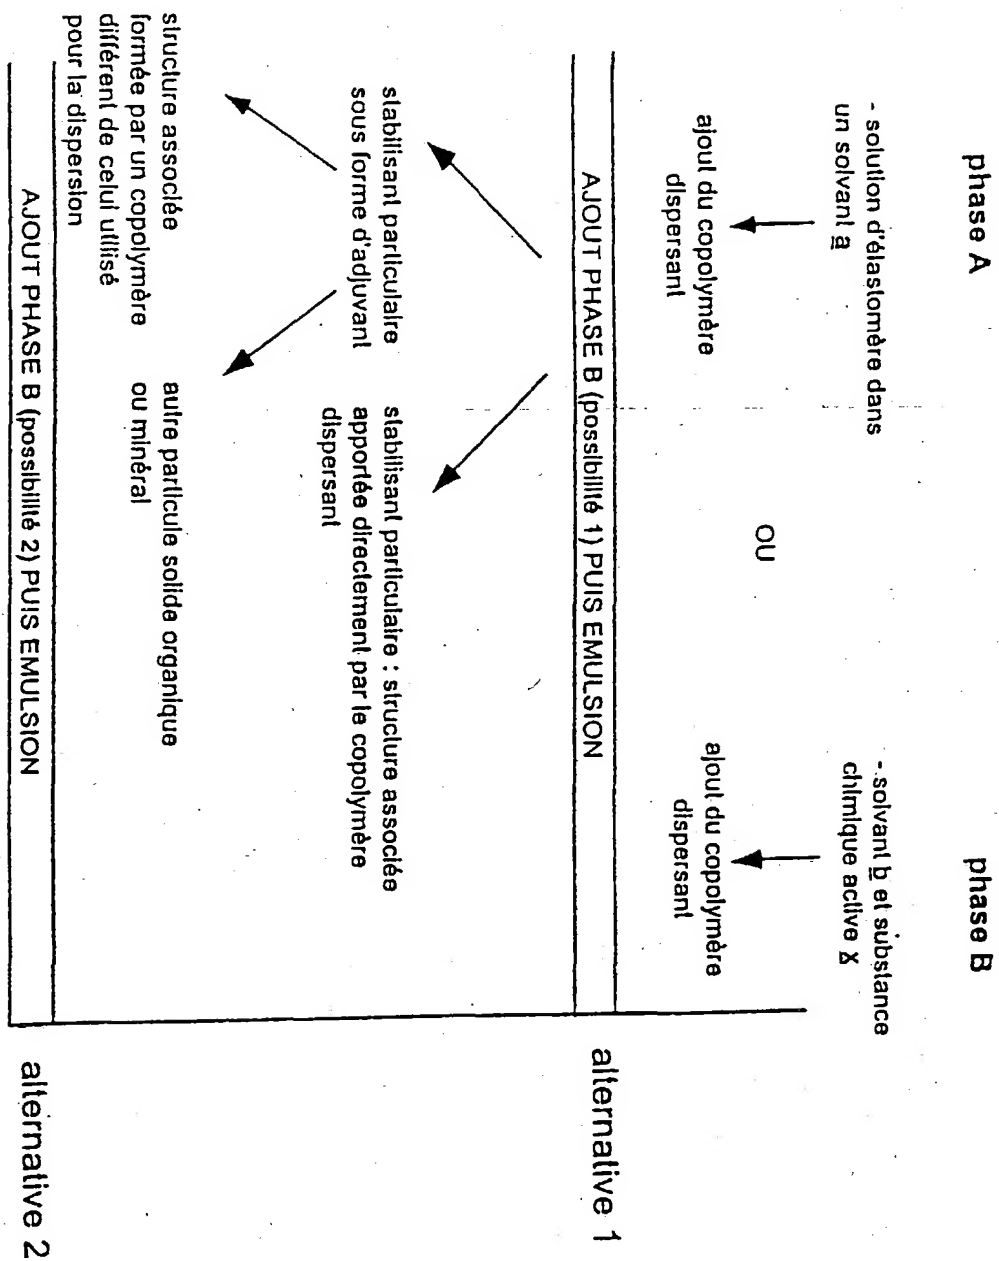 phase A
phase B
- solution d'élastomère dans
un solvant a
- solvant b et substance
chimique active X
OU
ajout du copolymère
dispersant
ajout du copolymère
dispersant
AJOUT PHASE B (possibilité 1) PUIS EMULSION
alternative 1
stabilisant particulaire
sous forme d'adjuvant
stabilisant particulaire : structure associée
apportée directement par le copolymère
dispersant
structure associée
formée par un copolymère
différent de celui utilisé
pour la dispersion
autre particule solide organique
ou minéral
AJOUT PHASE B (possibilité 2) PUIS EMULSION
alternative 2